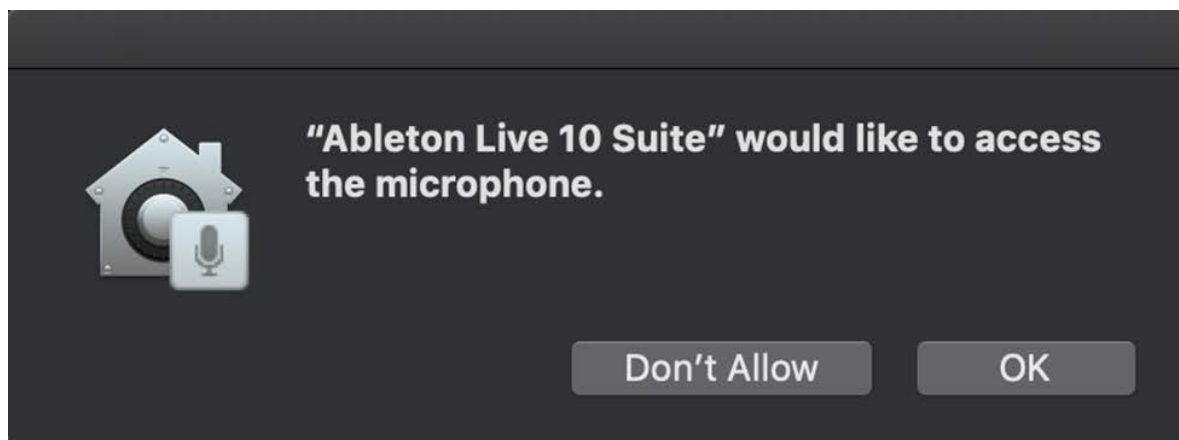 “Ableton Live 10 Suite” would like to access
the microphone.
Don’t Allow
OK